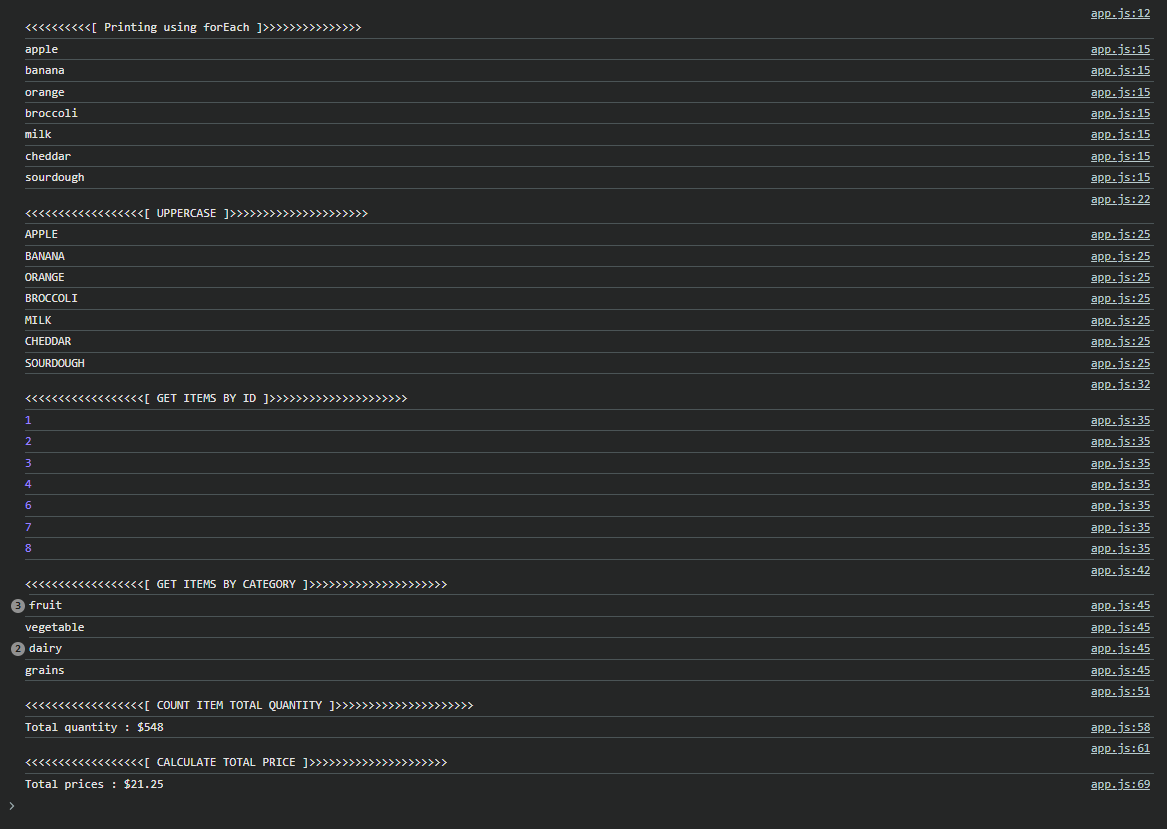 app.js:12
<<<<<<<<<<[ Printing using forEach ]>>>>>>>>>>>>>>>
apple app.js:15
banana app.js:15
orange app.js:15
broccoli app.js:15
milk app.js:15
cheddar app.js:15
sourdough app.js:15
app.js:22
<<<<<<<<<<<<<<<<<<[ UPPERCASE ]>>>>>>>>>>>>>>>>>>>>>
APPLE app.js:25
BANANA app.js:25
ORANGE app.js:25
BROCCOLI app.js:25
MILK app.js:25
CHEDDAR app.js:25
SOURDOUGH app.js:25
app.js:32
<<<<<<<<<<<<<<<<<<[ GET ITEMS BY ID ]>>>>>>>>>>>>>>>>>>>>>
1 app.js:35
2 app.js:35
3 app.js:35
4 app.js:35
6 app.js:35
7 app.js:35
8 app.js:35
app.js:42
<<<<<<<<<<<<<<<<<<[ GET ITEMS BY CATEGORY ]>>>>>>>>>>>>>>>>>>>>>
3 fruit app.js:45
vegetable app.js:45
2 dairy app.js:45
grains app.js:45
app.js:51
<<<<<<<<<<<<<<<<<<[ COUNT ITEM TOTAL QUANTITY ]>>>>>>>>>>>>>>>>>>>>>
Total quantity : $548 app.js:58
app.js:61
<<<<<<<<<<<<<<<<<<[ CALCULATE TOTAL PRICE ]>>>>>>>>>>>>>>>>>>>>>
Total prices : $21.25 app.js:69
>